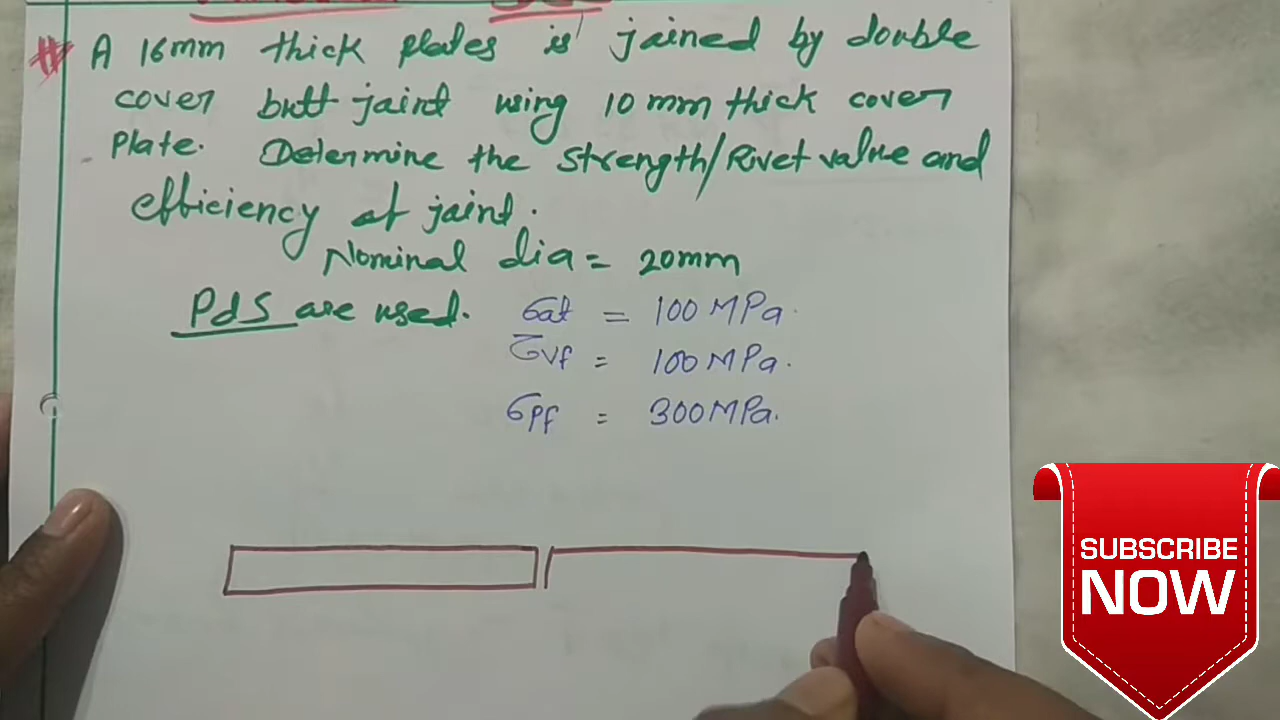 # A 16mm thick plates is jained by double
cover butt jaint using 10 mm thick cover
Plate. Determine the Strength/Rivet value and
efficiency of jaint.
Nominal dia = 20mm
PdS are used.
σat = 100 MPa.
τvf = 100 MPa.
σpf = 300 MPa.
SUBSCRIBE
NOW